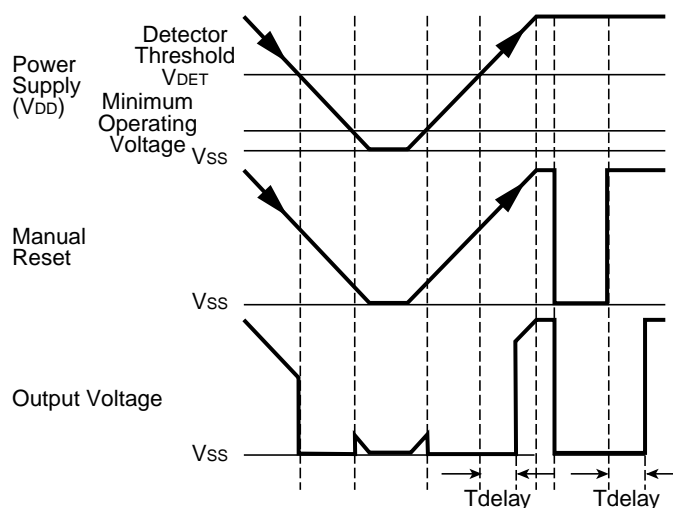 Detector
Threshold
VDET
Power
Supply
(VDD)
Minimum
Operating
Voltage
VSS
Manual
Reset
VSS
Output Voltage
VSS
Tdelay
Tdelay